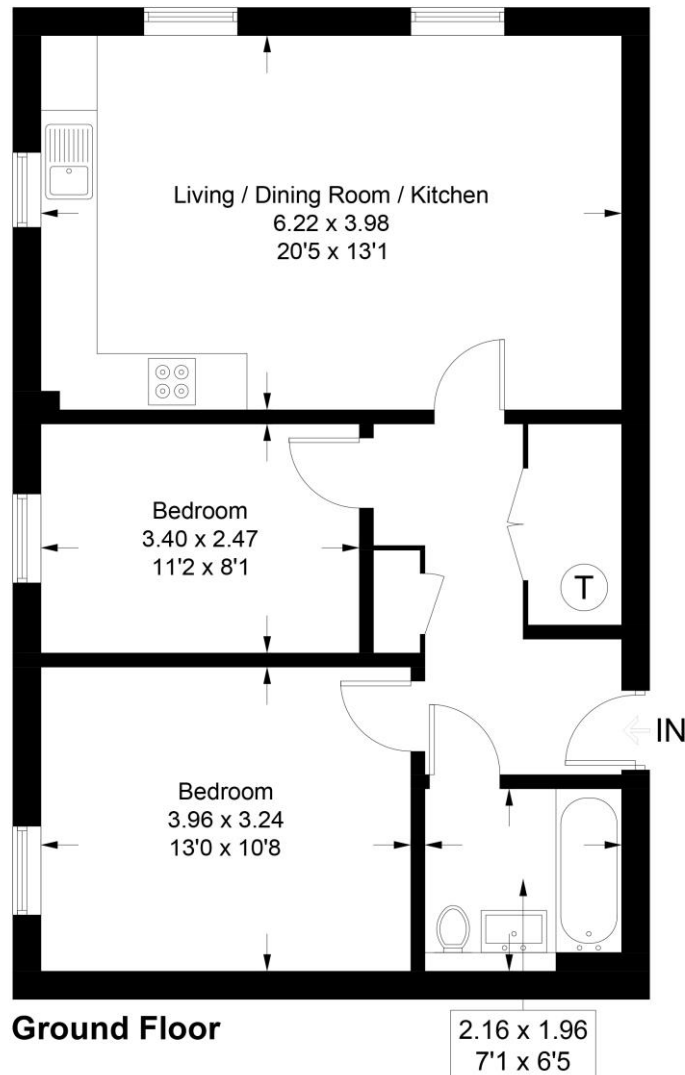 Living / Dining Room / Kitchen
6.22 x 3.98
20'5 x 13'1
Bedroom
3.40 x 2.47
11'2 x 8'1
T
IN
Bedroom
3.96 x 3.24
13'0 x 10'8
Ground Floor
2.16 x 1.96
7'1 x 6'5